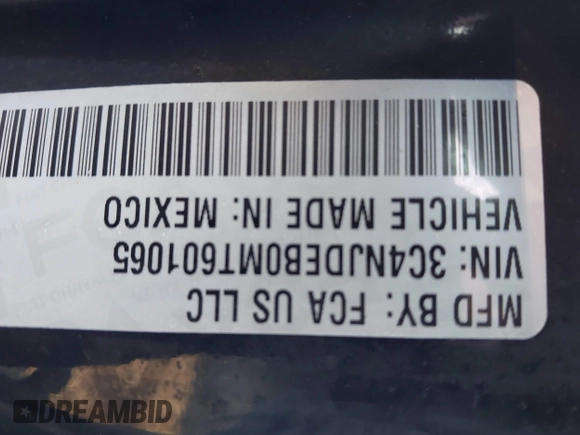 MFD BY: FCA US LLC
VIN: 3C4NJDEB0MT601065
VEHICLE MADE IN: MEXICO
DREAMBID